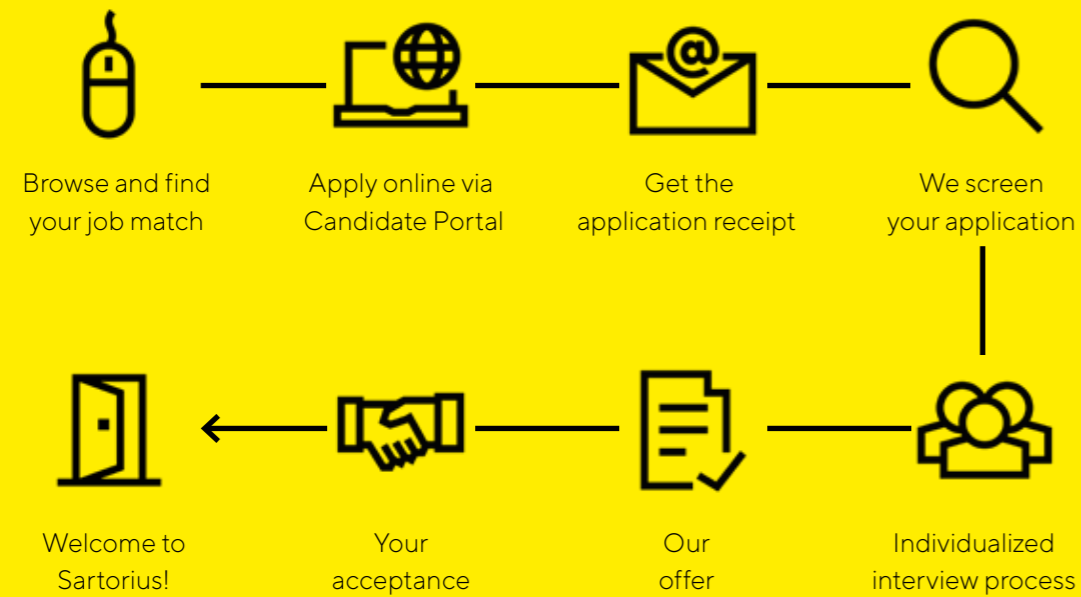 Browse and find
your job match
Apply online via
Candidate Portal
Get the
application receipt
We screen
your application
Individualized
interview process
Our
offer
Your
acceptance
Welcome to
Sartorius!